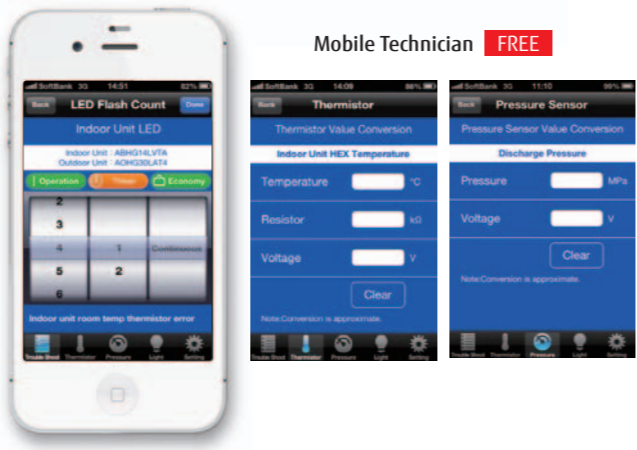 Mobile Technician FREE
SoftBank 3G 14:51 82%
Back LED Flash Count Done
Indoor Unit LED
Indoor Unit : ABHG14LVTA
Outdoor Unit : AOHG30LAT4
Operation Timer Economy
2
3
4 1 Continuous
5 2
6
Indoor unit room temp thermistor error
Trouble Shoot Thermistor Pressure Light Setting
SoftBank 3G 14:09 86%
Back Thermistor
Thermistor Value Conversion
Indoor Unit HEX Temperature
Temperature °C
Resistor kΩ
Voltage V
Clear
Note:Conversion is approximate.
Trouble Shoot Thermistor Pressure Light Setting
SoftBank 3G 11:10 99%
Back Pressure Sensor
Pressure Sensor Value Conversion
Discharge Pressure
Pressure MPa
Voltage V
Clear
Note:Conversion is approximate.
Trouble Shoot Thermistor Pressure Light Setting